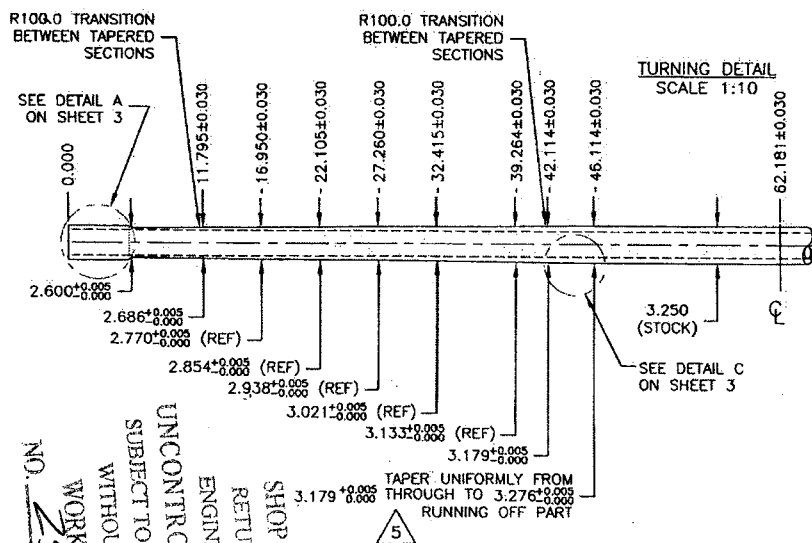 R100.0 TRANSITION
BETWEEN TAPERED
SECTIONS
R100.0 TRANSITION
BETWEEN TAPERED
SECTIONS
TURNING DETAIL
SCALE 1:10
SEE DETAIL A
ON SHEET 3
0.000
11.795±0.030
16.950±0.030
22.105±0.030
27.260±0.030
32.415±0.030
39.264±0.030
42.114±0.030
46.114±0.030
62.181±0.030
2.600+0.005-0.000
2.686+0.005-0.000
2.770+0.005-0.000 (REF)
2.854+0.005-0.000 (REF)
2.938+0.005-0.000 (REF)
3.021+0.005-0.000 (REF)
3.133+0.005-0.000 (REF)
3.179+0.005-0.000
3.250
(STOCK)
℄
SEE DETAIL C
ON SHEET 3
TAPER UNIFORMLY FROM
3.179 +0.005 0.000 THROUGH TO 3.276+0.005-0.000
RUNNING OFF PART
5
SHOP
RETU
ENGIN
UNCONTRO
SUBJECT TO
WITHOU
WORK
NO.